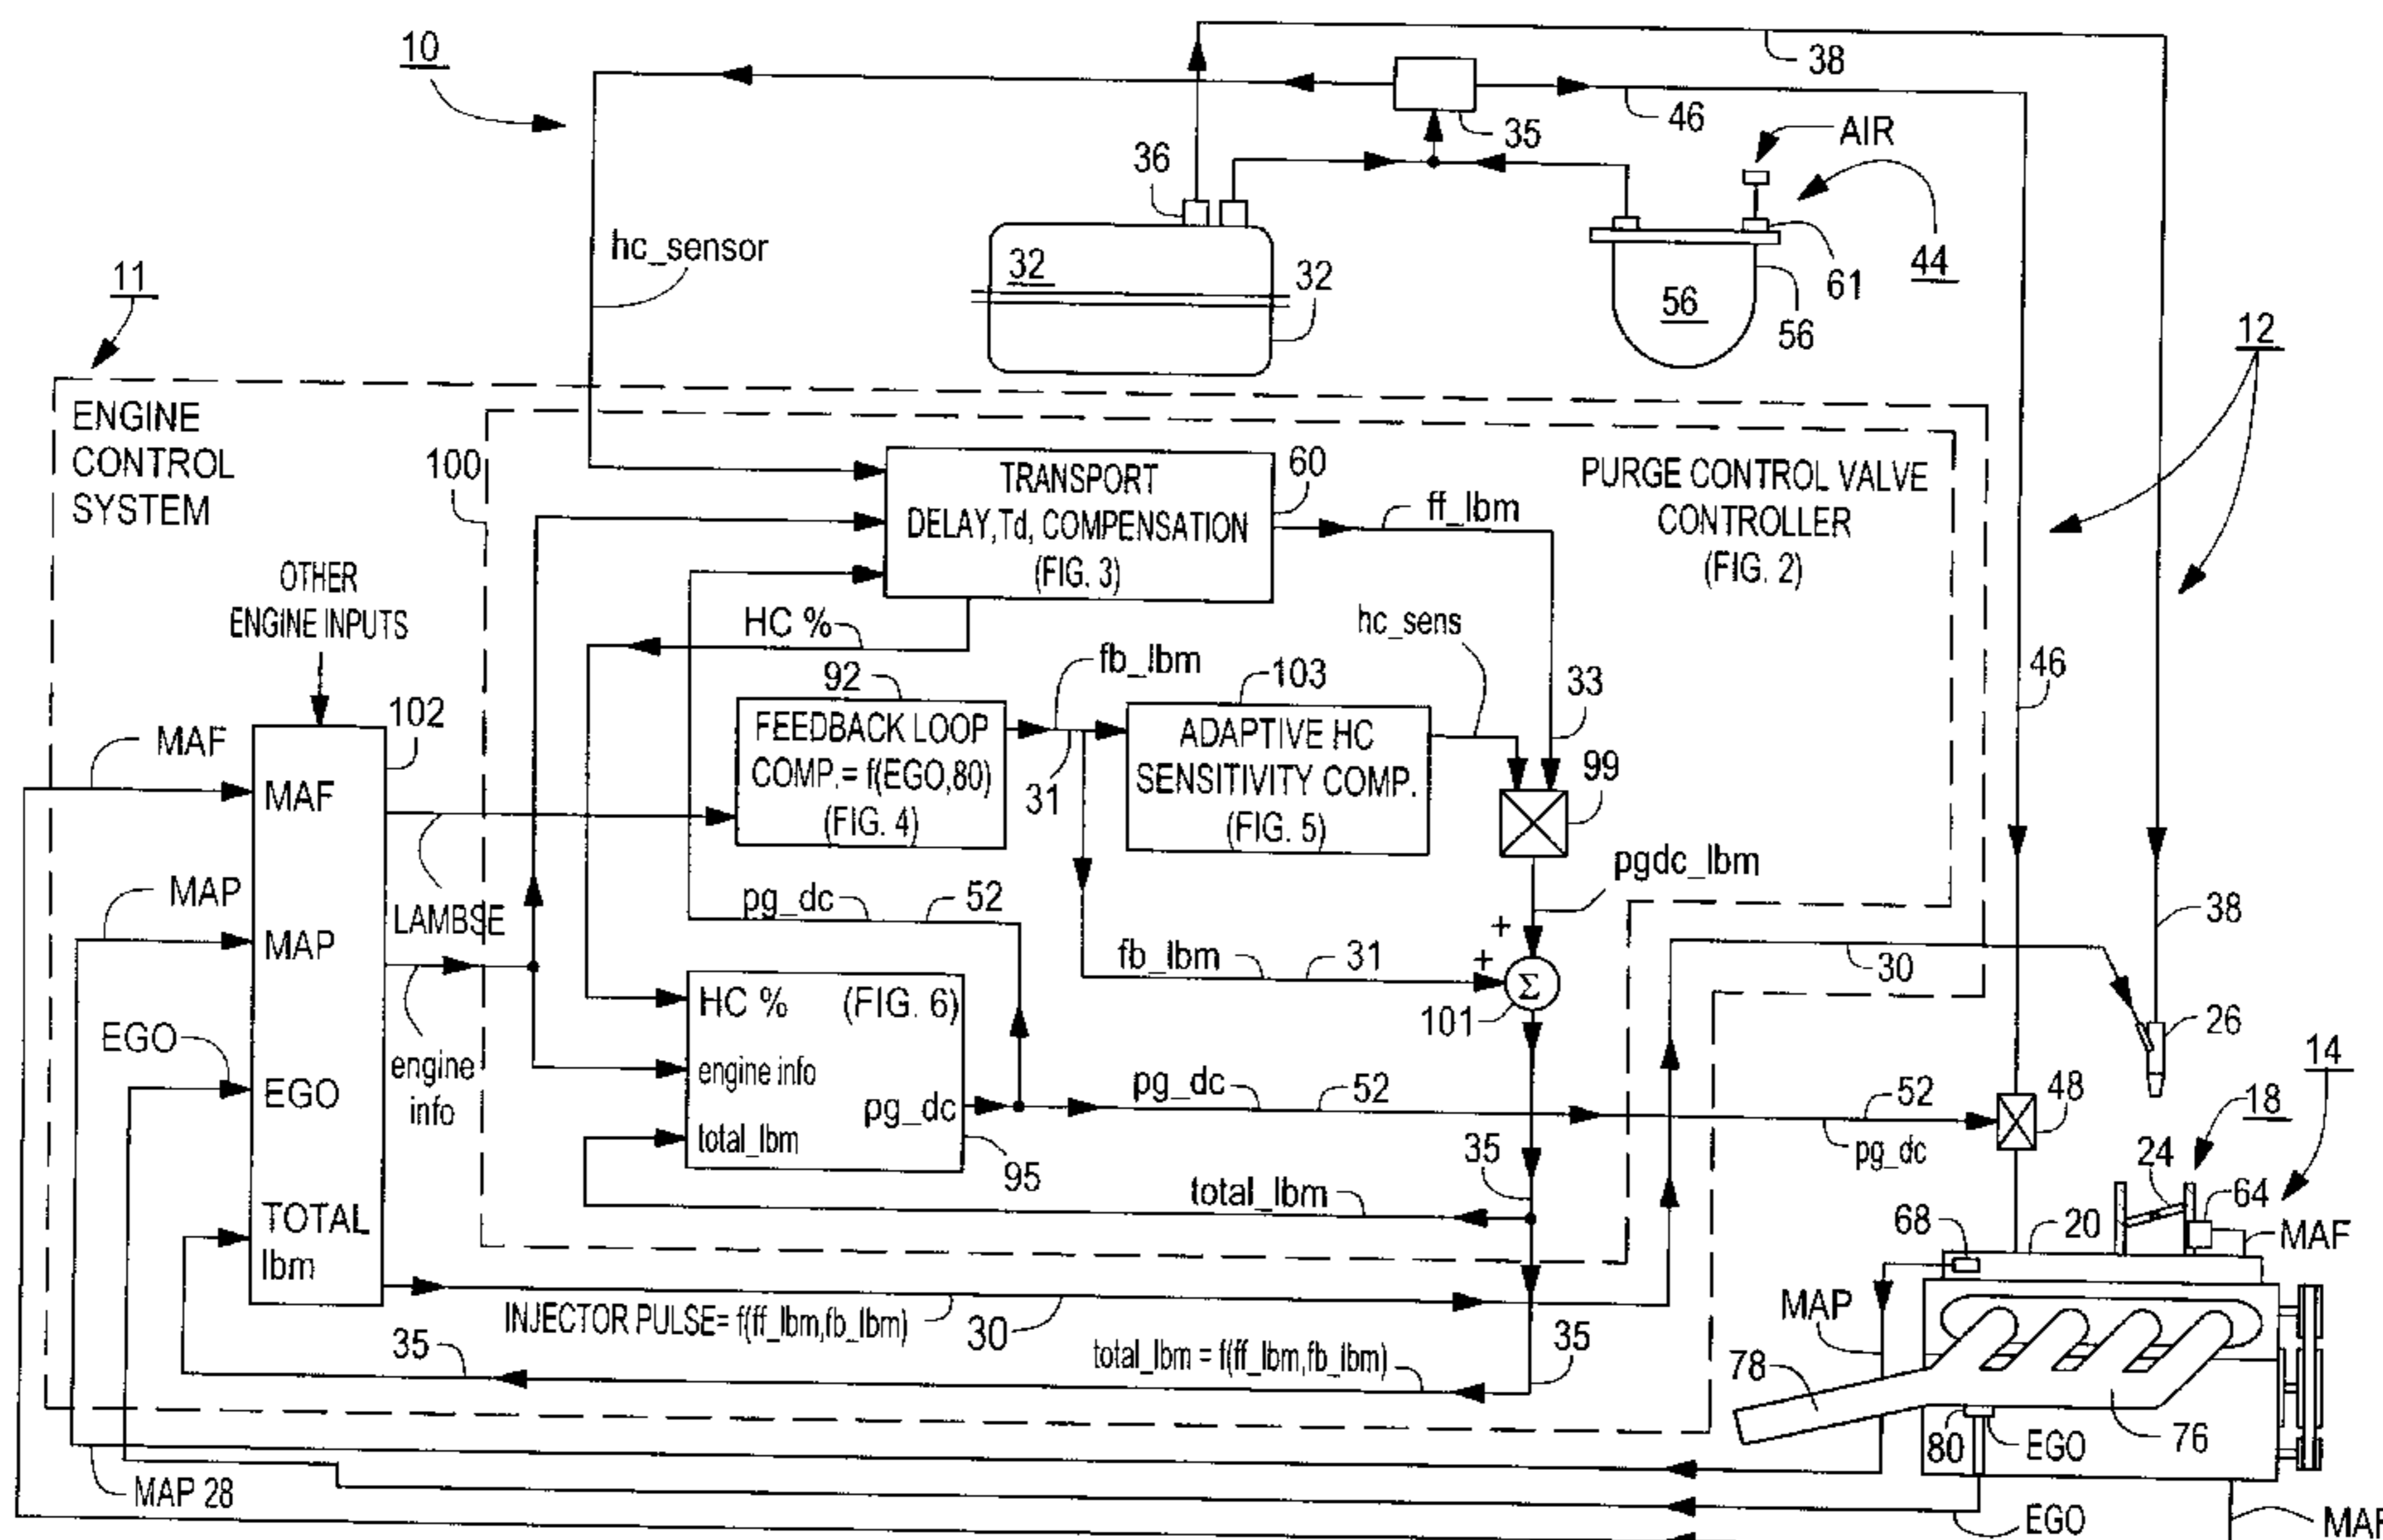 10
38
35
46
AIR
36
hc_sensor
32
32
56
56
61
44
11
12
ENGINE
CONTROL
SYSTEM
100
TRANSPORT
DELAY,Td, COMPENSATION
(FIG. 3)
60
ff_lbm
PURGE CONTROL VALVE
CONTROLLER
(FIG. 2)
OTHER
ENGINE INPUTS
HC %
hc_sens
fb_lbm
92
103
33
46
102
MAF
MAF
FEEDBACK LOOP
COMP.= f(EGO,80)
(FIG. 4)
31
ADAPTIVE HC
SENSITIVITY COMP.
(FIG. 5)
99
pgdc_lbm
MAP
MAP
LAMBSE
pg_dc
52
+
+
38
fb_lbm
31
30
Σ
101
HC %
(FIG. 6)
engine info
pg_dc
total_lbm
95
EGO
EGO
engine
info
pg_dc
52
52
pg_dc
48
26
14
18
24
64
20
68
MAF
35
total_lbm
TOTAL
lbm
INJECTOR PULSE= f(ff_lbm,fb_lbm)
30
MAP
35
total_lbm = f(ff_lbm,fb_lbm)
35
78
80
EGO
76
MAP 28
EGO
MAF